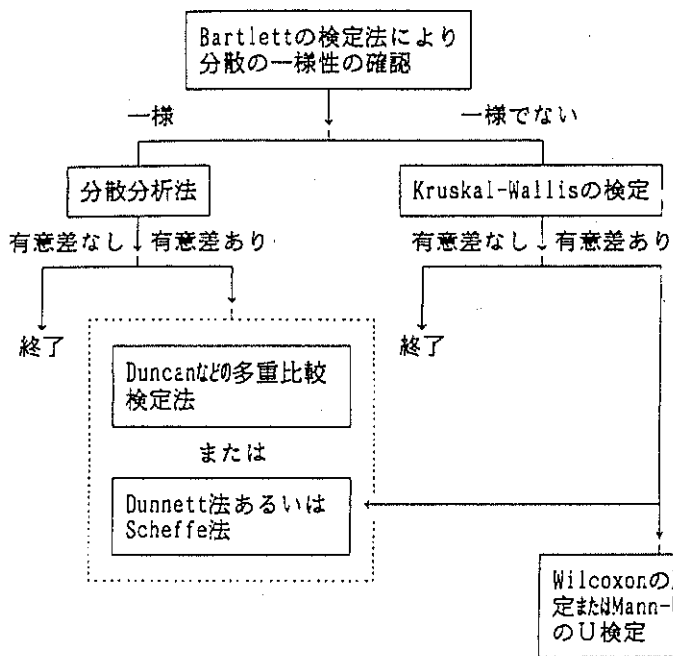 Bartlettの検定法により
分散の一様性の確認
一様
一様でない
分散分析法
Kruskal-Wallisの検定
有意差なし
有意差あり
有意差なし
有意差あり
終了
終了
Duncanなどの多重比較
検定法
または
Dunnett法あるいは
Scheffe法
Wilcoxonの
定またはMann-
のU検定